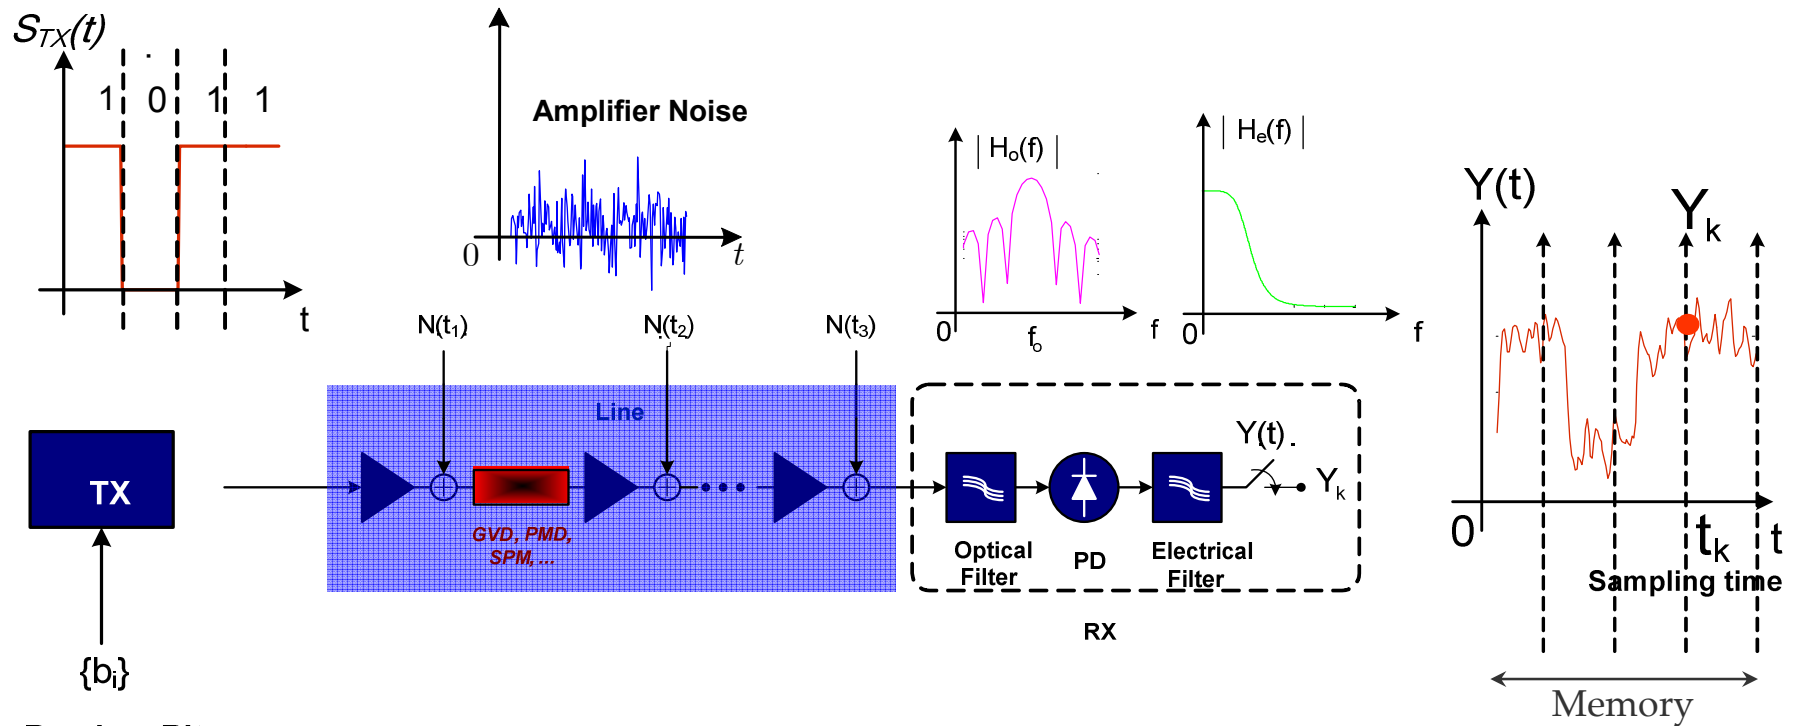 S_TX(t)
1 0 1 1
t
Amplifier Noise
0
t
N(t₁)
N(t₂)
N(t₃)
| Hₒ(f) |
0
fₒ
f
| Hₑ(f) |
0
f
Y(t)
Yₖ
0
tₖ
t
Sampling time
Memory
Line
TX
GVD, PMD,
SPM, ...
{bᵢ}
Optical
Filter
PD
Electrical
Filter
Y(t)
Yₖ
RX